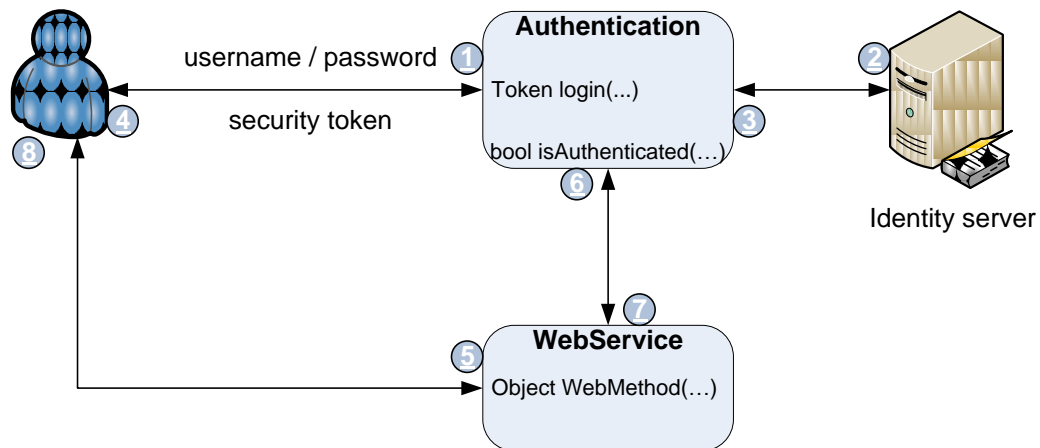 Authentication
username / password
1
2
Token login(...)
4
security token
3
8
bool isAuthenticated(…)
6
Identity server
7
WebService
5
Object WebMethod(…)